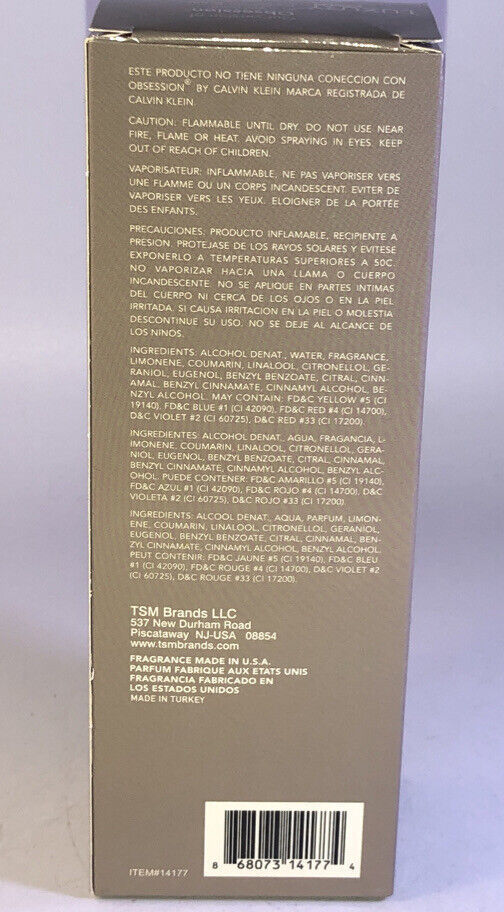 ESTE PRODUCTO NO TIENE NINGUNA CONECCION CON
OBSESSION® BY CALVIN KLEIN MARCA REGISTRADA DE
CALVIN KLEIN.
CAUTION: FLAMMABLE UNTIL DRY. DO NOT USE NEAR
FIRE, FLAME OR HEAT. AVOID SPRAYING IN EYES. KEEP
OUT OF REACH OF CHILDREN.
VAPORISATEUR: INFLAMMABLE, NE PAS VAPORISER VERS
UNE FLAMME OU UN CORPS INCANDESCENT. EVITER DE
VAPORISER VERS LES YEUX. ELOIGNER DE LA PORTÉE
DES ENFANTS.
PRECAUCIONES: PRODUCTO INFLAMABLE, RECIPIENTE A
PRESION. PROTEJASE DE LOS RAYOS SOLARES Y EVITESE
EXPONERLO A TEMPERATURAS SUPERIORES A 50C.
NO VAPORIZAR HACIA UNA LLAMA O CUERPO
INCANDESCENTE. NO SE APLIQUE EN PARTES INTIMAS
DEL CUERPO NI CERCA DE LOS OJOS O EN LA PIEL
IRRITADA. SI CAUSA IRRITACION EN LA PIEL O MOLESTIA
DESCONTINUE SU USO. NO SE DEJE AL ALCANCE DE
LOS NINOS.
INGREDIENTS: ALCOHOL DENAT., WATER, FRAGRANCE,
LIMONENE, COUMARIN, LINALOOL, CITRONELLOL, GE-
RANIOL, EUGENOL, BENZYL BENZOATE, CITRAL, CINN-
AMAL, BENZYL CINNAMATE, CINNAMYL ALCOHOL, BE-
NZYL ALCOHOL. MAY CONTAIN: FD&C YELLOW #5 (CI
19140), FD&C BLUE #1 (CI 42090), FD&C RED #4 (CI 14700),
D&C VIOLET #2 (CI 60725), D&C RED #33 (CI 17200).
INGREDIENTES: ALCOHOL DENAT., AGUA, FRAGANCIA, L-
IMONENE, COUMARIN, LINALOOL, CITRONELLOL, GERA-
NIOL, EUGENOL, BENZYL BENZOATE, CITRAL, CINNAMAL,
BENZYL CINNAMATE, CINNAMYL ALCOHOL, BENZYL ALC-
OHOL. PUEDE CONTENER: FD&C AMARILLO #5 (CI 19140),
FD&C AZUL #1 (CI 42090), FD&C ROJO #4 (CI 14700), D&C
VIOLETA #2 (CI 60725), D&C ROJO #33 (CI 17200).
INGREDIENTS: ALCOOL DENAT., AQUA, PARFUM, LIMON-
ENE, COUMARIN, LINALOOL, CITRONELLOL, GERANIOL,
EUGENOL, BENZYL BENZOATE, CITRAL, CINNAMAL, BEN-
ZYL CINNAMATE, CINNAMYL ALCOHOL, BENZYL ALCOHOL.
PEUT CONTENIR: FD&C JAUNE #5 (CI 19140), FD&C BLEU
#1 (CI 42090), FD&C ROUGE #4 (CI 14700), D&C VIOLET #2
(CI 60725), D&C ROUGE #33 (CI 17200).
TSM Brands LLC
537 New Durham Road
Piscataway NJ-USA 08854
www.tsmbrands.com
FRAGRANCE MADE IN U.S.A.
PARFUM FABRIQUE AUX ETATS UNIS
FRAGRANCIA FABRICADO EN
LOS ESTADOS UNIDOS
MADE IN TURKEY
ITEM#14177
8 68073 14177 4